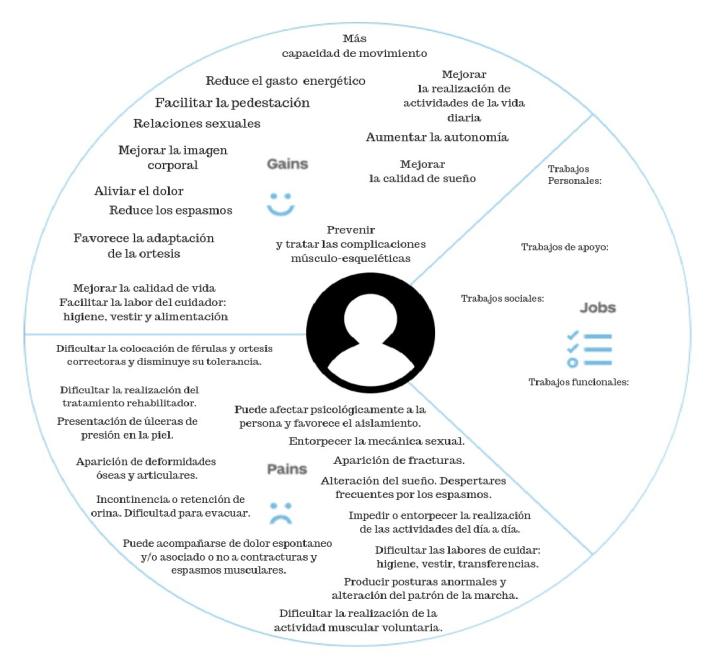 Más
capacidad de movimiento
Reduce el gasto energético
Mejorar
la realización de
actividades de la vida
diaria
Facilitar la pedestación
Relaciones sexuales
Aumentar la autonomía
Mejorar la imagen
corporal
Gains
Mejorar
la calidad de sueño
Aliviar el dolor
Reduce los espasmos
Favorece la adaptación
de la ortesis
Prevenir
y tratar las complicaciones
músculo-esqueléticas
Mejorar la calidad de vida
Facilitar la labor del cuidador:
higiene, vestir y alimentación
Trabajos
Personales:
Trabajos de apoyo:
Trabajos sociales:
Jobs
Trabajos funcionales:
Dificultar la colocación de férulas y ortesis
correctoras y disminuye su tolerancia.
Dificultar la realización del
tratamiento rehabilitador.
Presentación de úlceras de
presión en la piel.
Puede afectar psicológicamente a la
persona y favorece el aislamiento.
Entorpecer la mecánica sexual.
Aparición de deformidades
óseas y articulares.
Pains
Aparición de fracturas.
Alteración del sueño. Despertares
frecuentes por los espasmos.
Incontinencia o retención de
orina. Dificultad para evacuar.
Impedir o entorpecer la realización
de las actividades del día a día.
Puede acompañarse de dolor espontaneo
y/o asociado o no a contracturas y
espasmos musculares.
Dificultar las labores de cuidar:
higiene, vestir, transferencias.
Producir posturas anormales y
alteración del patrón de la marcha.
Dificultar la realización de la
actividad muscular voluntaria.